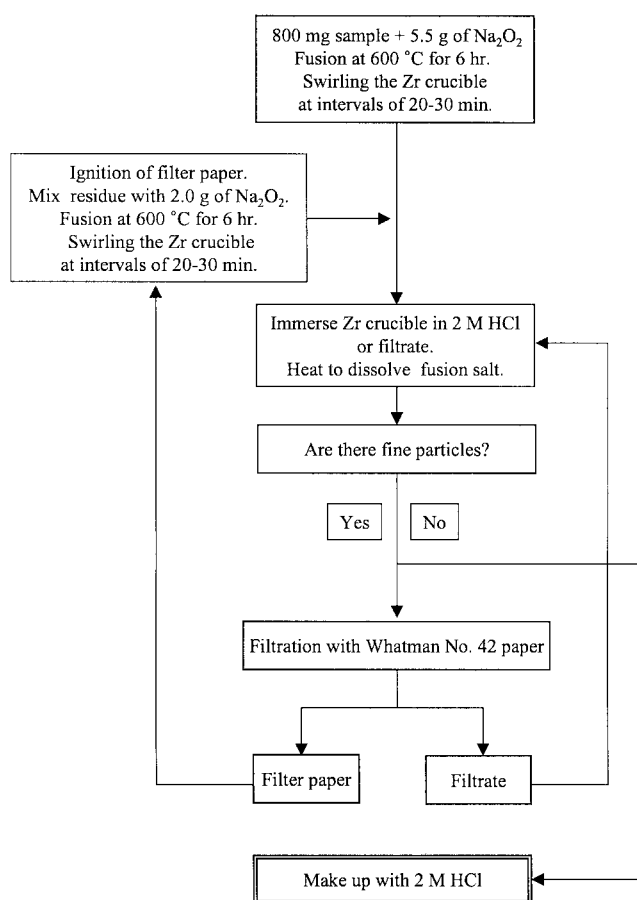 800 mg sample + 5.5 g of Na₂O₂
Fusion at 600 °C for 6 hr.
Swirling the Zr crucible
at intervals of 20-30 min.
Ignition of filter paper.
Mix residue with 2.0 g of Na₂O₂.
Fusion at 600 °C for 6 hr.
Swirling the Zr crucible
at intervals of 20-30 min.
Immerse Zr crucible in 2 M HCl
or filtrate.
Heat to dissolve fusion salt.
Are there fine particles?
Yes
No
Filtration with Whatman No. 42 paper
Filter paper
Filtrate
Make up with 2 M HCl